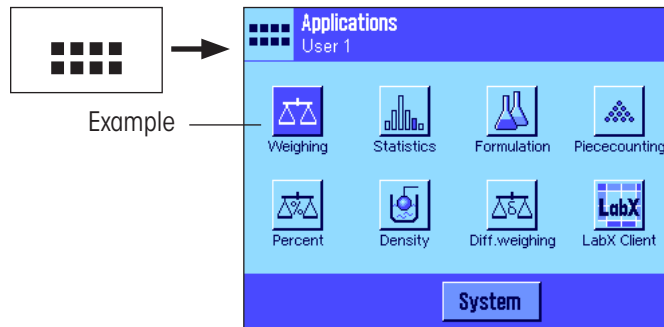 Applications
User 1
Example
Weighing
Statistics
Formulation
Piececounting
%
δ
LabX
Percent
Density
Diff.weighing
LabX Client
System